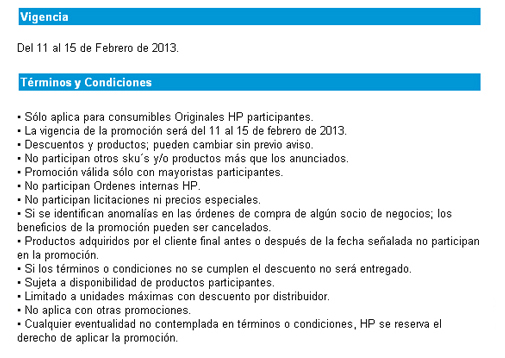 Vigencia
Del 11 al 15 de Febrero de 2013.
Términos y Condiciones
▪ Sólo aplica para consumibles Originales HP participantes.
▪ La vigencia de la promoción será del 11 al 15 de febrero de 2013.
▪ Descuentos y productos; pueden cambiar sin previo aviso.
▪ No participan otros sku´s y/o productos más que los anunciados.
▪ Promoción válida sólo con mayoristas participantes.
▪ No participan Ordenes internas HP.
▪ No participan licitaciones ni precios especiales.
▪ Si se identifican anomalías en las órdenes de compra de algún socio de negocios; los
beneficios de la promoción pueden ser cancelados.
▪ Productos adquiridos por el cliente final antes o después de la fecha señalada no participan
en la promoción.
▪ Si los términos o condiciones no se cumplen el descuento no será entregado.
▪ Sujeta a disponibilidad de productos participantes.
▪ Limitado a unidades máximas con descuento por distribuidor.
▪ No aplica con otras promociones.
▪ Cualquier eventualidad no contemplada en términos o condiciones, HP se reserva el
derecho de aplicar la promoción.